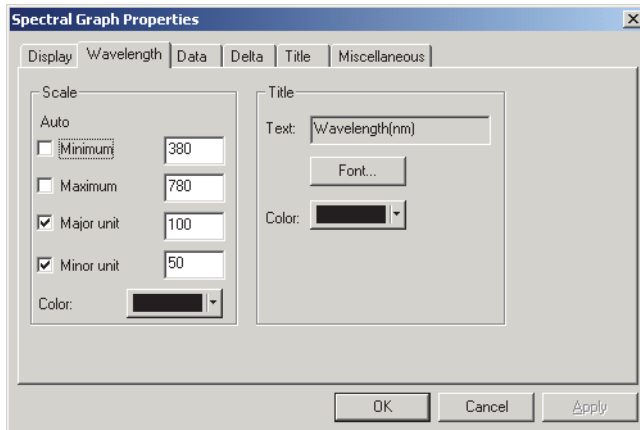 Spectral Graph Properties
Display Wavelength Data Delta Title Miscellaneous
Scale
Auto
Minimum 380
Maximum 780
Major unit 100
Minor unit 50
Color:
Title
Text: Wavelength(nm)
Font...
Color:
OK Cancel Apply